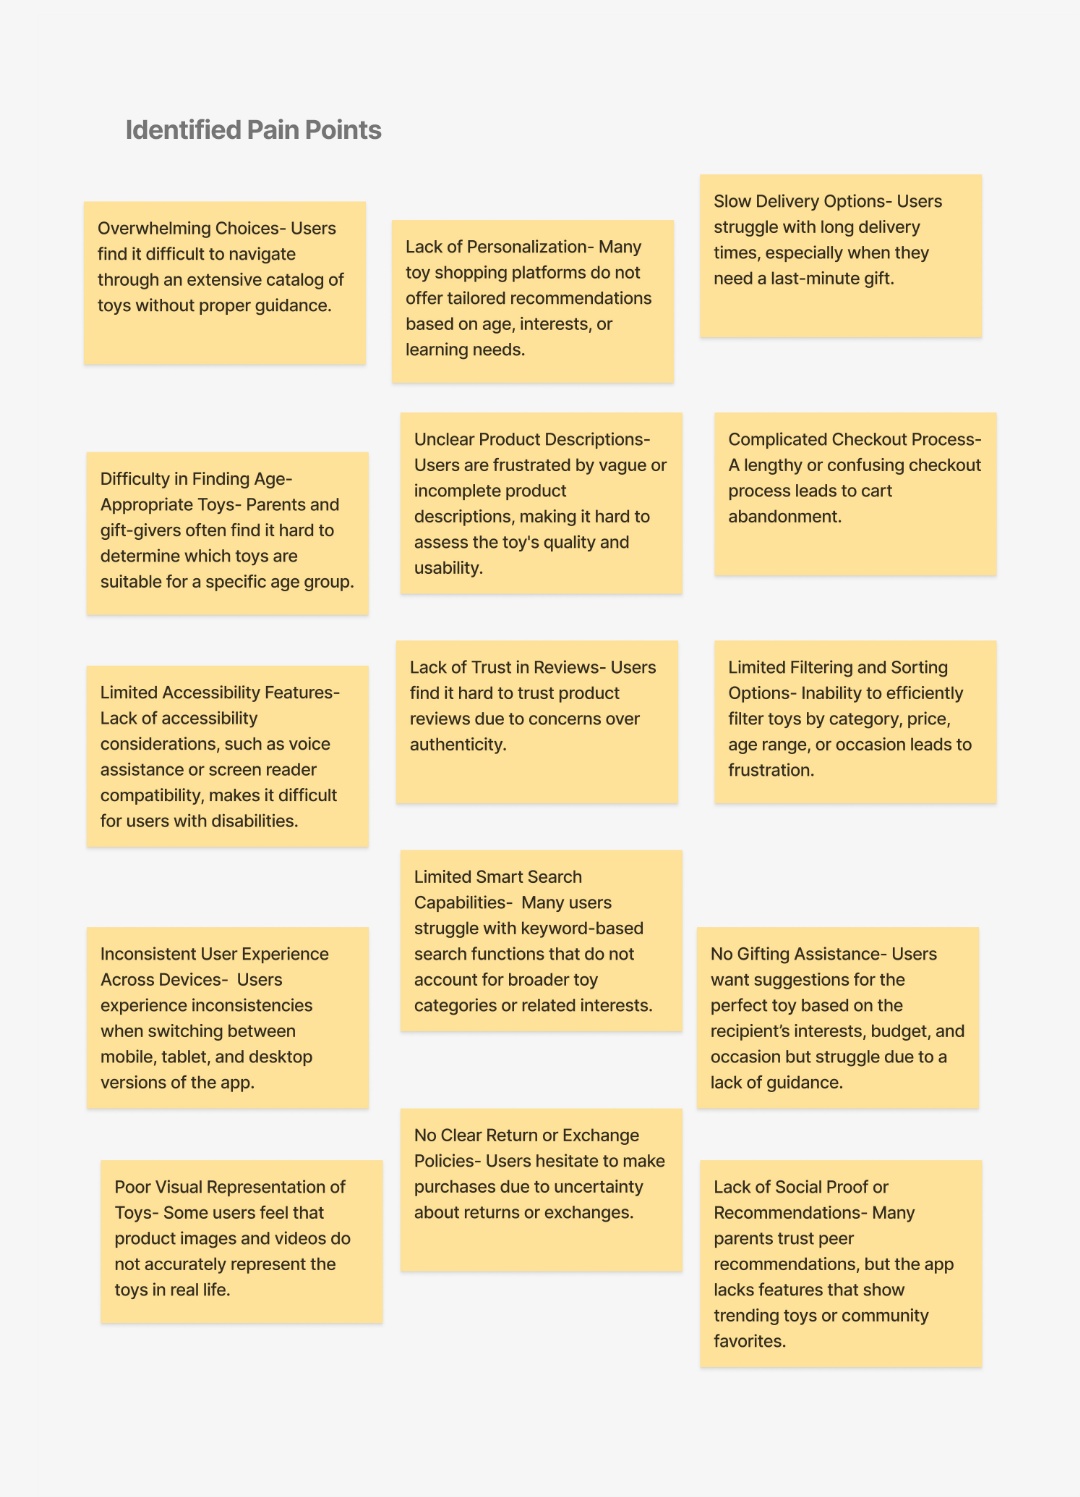 Identified Pain Points
Overwhelming Choices- Users
find it difficult to navigate
through an extensive catalog of
toys without proper guidance.
Lack of Personalization- Many
toy shopping platforms do not
offer tailored recommendations
based on age, interests, or
learning needs.
Slow Delivery Options- Users
struggle with long delivery
times, especially when they
need a last-minute gift.
Difficulty in Finding Age-
Appropriate Toys- Parents and
gift-givers often find it hard to
determine which toys are
suitable for a specific age group.
Unclear Product Descriptions-
Users are frustrated by vague or
incomplete product
descriptions, making it hard to
assess the toy's quality and
usability.
Complicated Checkout Process-
A lengthy or confusing checkout
process leads to cart
abandonment.
Limited Accessibility Features-
Lack of accessibility
considerations, such as voice
assistance or screen reader
compatibility, makes it difficult
for users with disabilities.
Lack of Trust in Reviews- Users
find it hard to trust product
reviews due to concerns over
authenticity.
Limited Filtering and Sorting
Options- Inability to efficiently
filter toys by category, price,
age range, or occasion leads to
frustration.
Inconsistent User Experience
Across Devices-  Users
experience inconsistencies
when switching between
mobile, tablet, and desktop
versions of the app.
Limited Smart Search
Capabilities-  Many users
struggle with keyword-based
search functions that do not
account for broader toy
categories or related interests.
No Gifting Assistance- Users
want suggestions for the
perfect toy based on the
recipient’s interests, budget, and
occasion but struggle due to a
lack of guidance.
Poor Visual Representation of
Toys- Some users feel that
product images and videos do
not accurately represent the
toys in real life.
No Clear Return or Exchange
Policies- Users hesitate to make
purchases due to uncertainty
about returns or exchanges.
Lack of Social Proof or
Recommendations- Many
parents trust peer
recommendations, but the app
lacks features that show
trending toys or community
favorites.